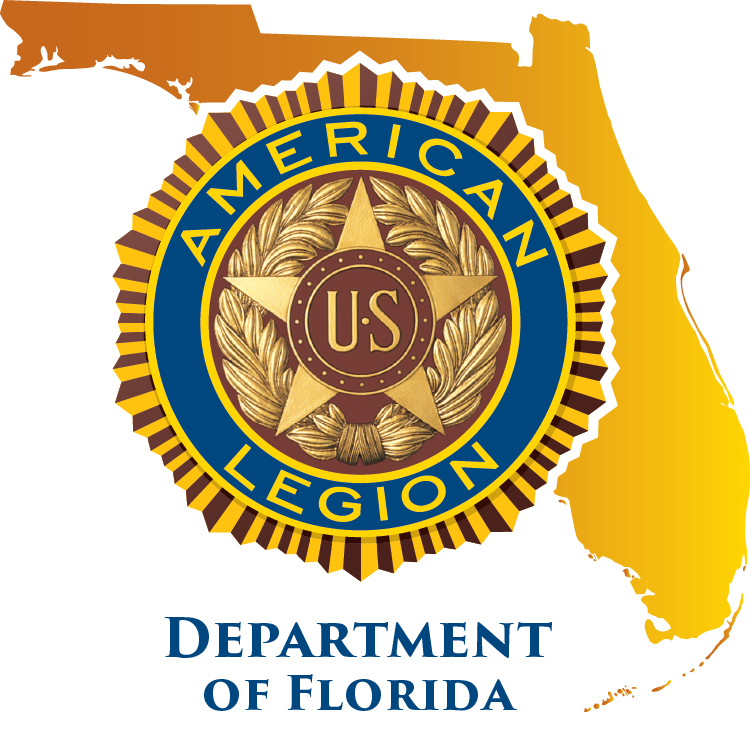 AMERICAN
U.S
LEGION
DEPARTMENT
OF FLORIDA